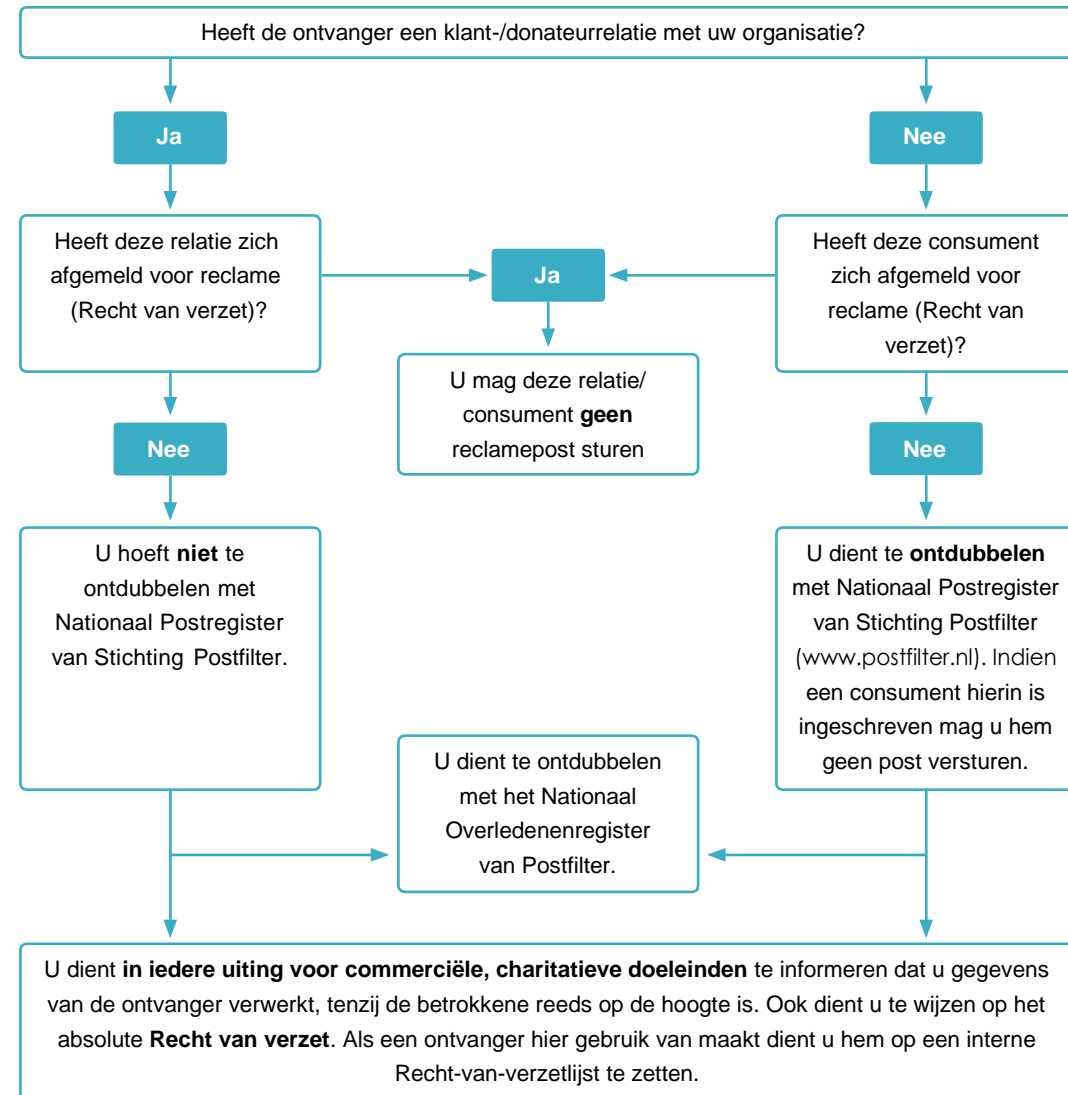 Heeft de ontvanger een klant-/donateurrelatie met uw organisatie?
Ja
Nee
Heeft deze relatie zich
afgemeld voor reclame
(Recht van verzet)?
Ja
Heeft deze consument
zich afgemeld voor
reclame (Recht van
verzet)?
U mag deze relatie/
consument geen
reclamepost sturen
Nee
Nee
U hoeft niet te
ontdubbelen met
Nationaal Postregister
van Stichting Postfilter.
U dient te ontdubbelen
met Nationaal Postregister
van Stichting Postfilter
(www.postfilter.nl). Indien
een consument hierin is
ingeschreven mag u hem
geen post versturen.
U dient te ontdubbelen
met het Nationaal
Overledenenregister
van Postfilter.
U dient in iedere uiting voor commerciële, charitatieve doeleinden te informeren dat u gegevens
van de ontvanger verwerkt, tenzij de betrokkene reeds op de hoogte is. Ook dient u te wijzen op het
absolute Recht van verzet. Als een ontvanger hier gebruik van maakt dient u hem op een interne
Recht-van-verzetlijst te zetten.